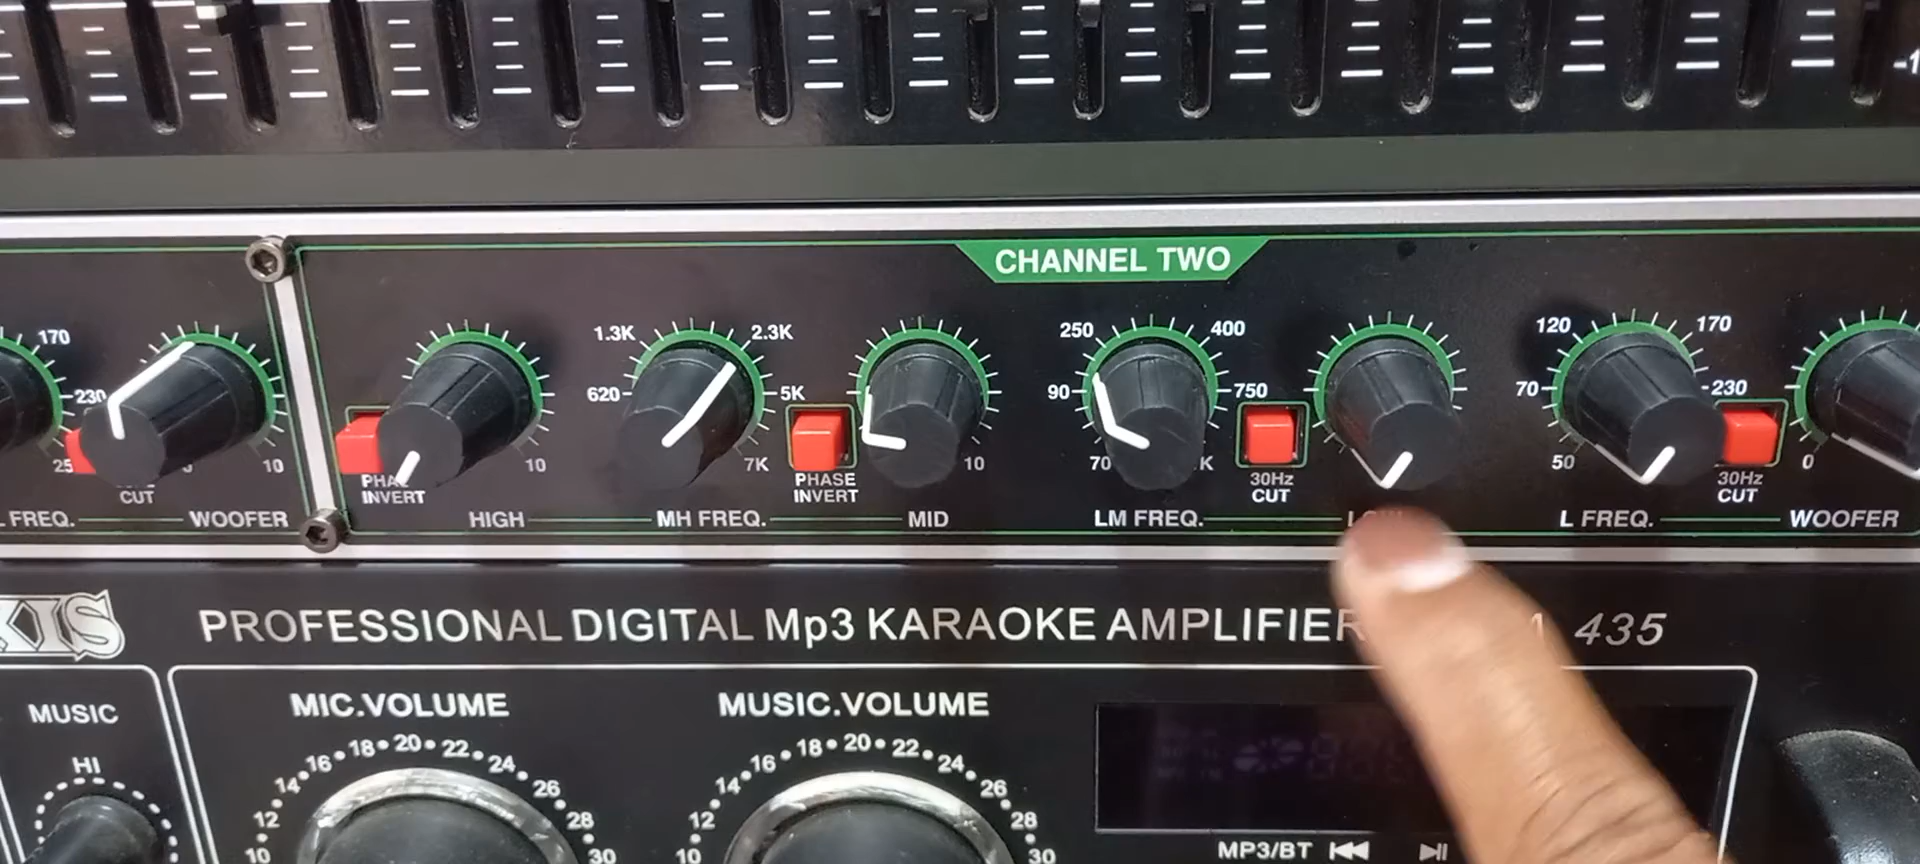 CHANNEL TWO
170
230
10
CUT
L FREQ.
WOOFER
PHASE
INVERT
10
HIGH
1.3K
2.3K
620
5K
7K
MH FREQ.
PHASE
INVERT
10
MID
250
400
90
750
70
LM FREQ.
30Hz
CUT
120
170
70
230
50
L FREQ.
30Hz
CUT
0
WOOFER
PROFESSIONAL DIGITAL Mp3 KARAOKE AMPLIFIER
435
MUSIC
HI
MIC.VOLUME
10 12 14 16 18 20 22 24 26 28 30
MUSIC.VOLUME
10 12 14 16 18 20 22 24 26 28 30
MP3/BT